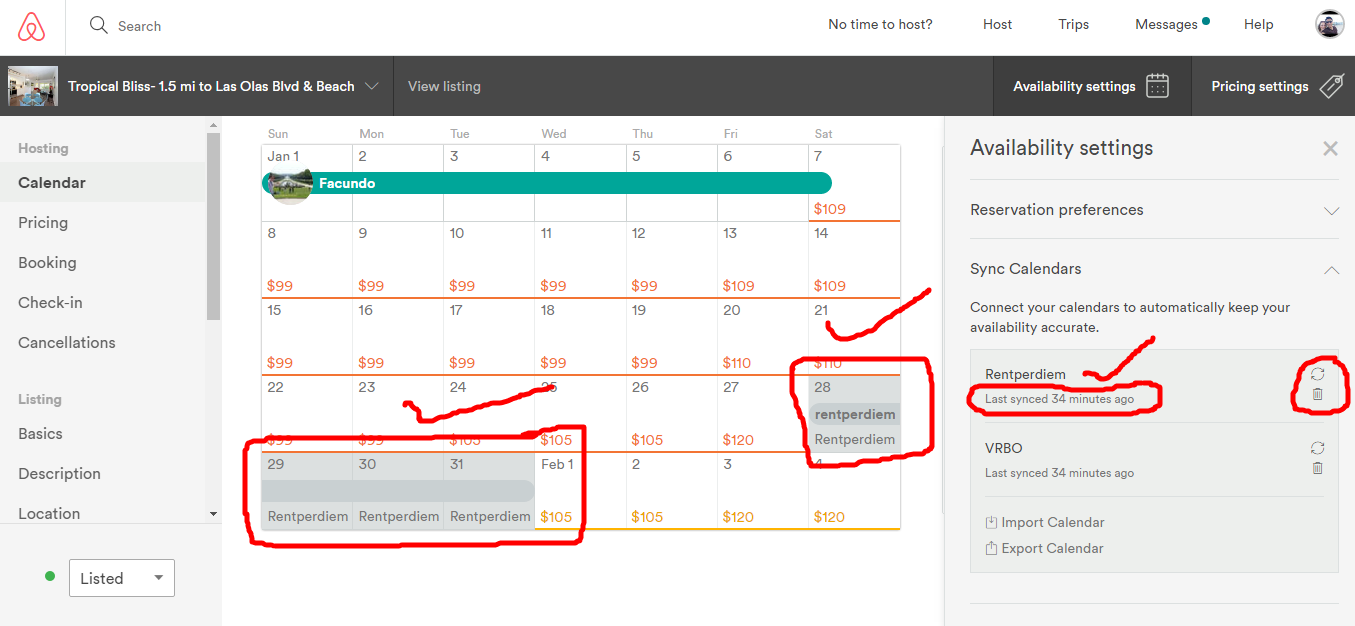 Search
No time to host? Host Trips Messages Help
Tropical Bliss- 1.5 mi to Las Olas Blvd & Beach View listing Availability settings Pricing settings
Hosting
Calendar
Pricing
Booking
Check-in
Cancellations
Listing
Basics
Description
Location
Listed
Sun Mon Tue Wed Thu Fri Sat
Jan 1 2 3 4 5 6 7
Facundo
$109
8 9 10 11 12 13 14
$99 $99 $99 $99 $99 $109 $109
15 16 17 18 19 20 21
$99 $99 $99 $99 $99 $110 $110
22 23 24 25 26 27 28
rentperdiem
$99 $99 $105 $105 $105 $120 Rentperdiem
29 30 31 Feb 1 2 3 4
Rentperdiem Rentperdiem Rentperdiem $105 $105 $120 $120
Availability settings
Reservation preferences
Sync Calendars
Connect your calendars to automatically keep your
availability accurate.
Rentperdiem
Last synced 34 minutes ago
VRBO
Last synced 34 minutes ago
Import Calendar
Export Calendar